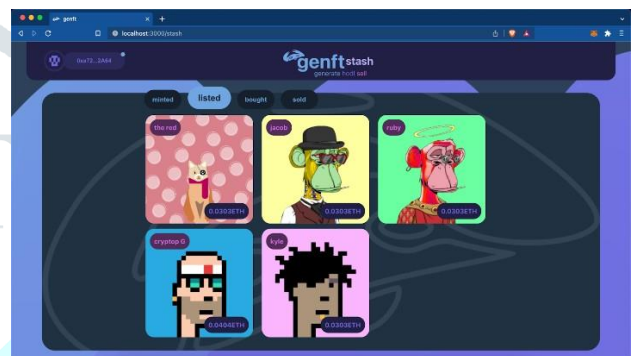 genft
localhost:3000/stash
0xa73...3A64
genft stash
generate hodl sell
minted
listed
bought
sold
the red
0.0303ETH
jacob
0.0303ETH
ruby
0.0303ETH
cryptop G
0.0404ETH
kyle
0.0303ETH